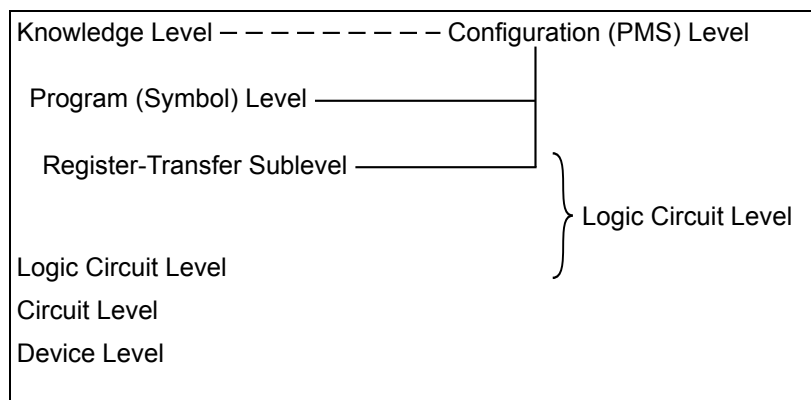 Knowledge Level
Configuration (PMS) Level
Program (Symbol) Level
Register-Transfer Sublevel
Logic Circuit Level
Logic Circuit Level
Circuit Level
Device Level